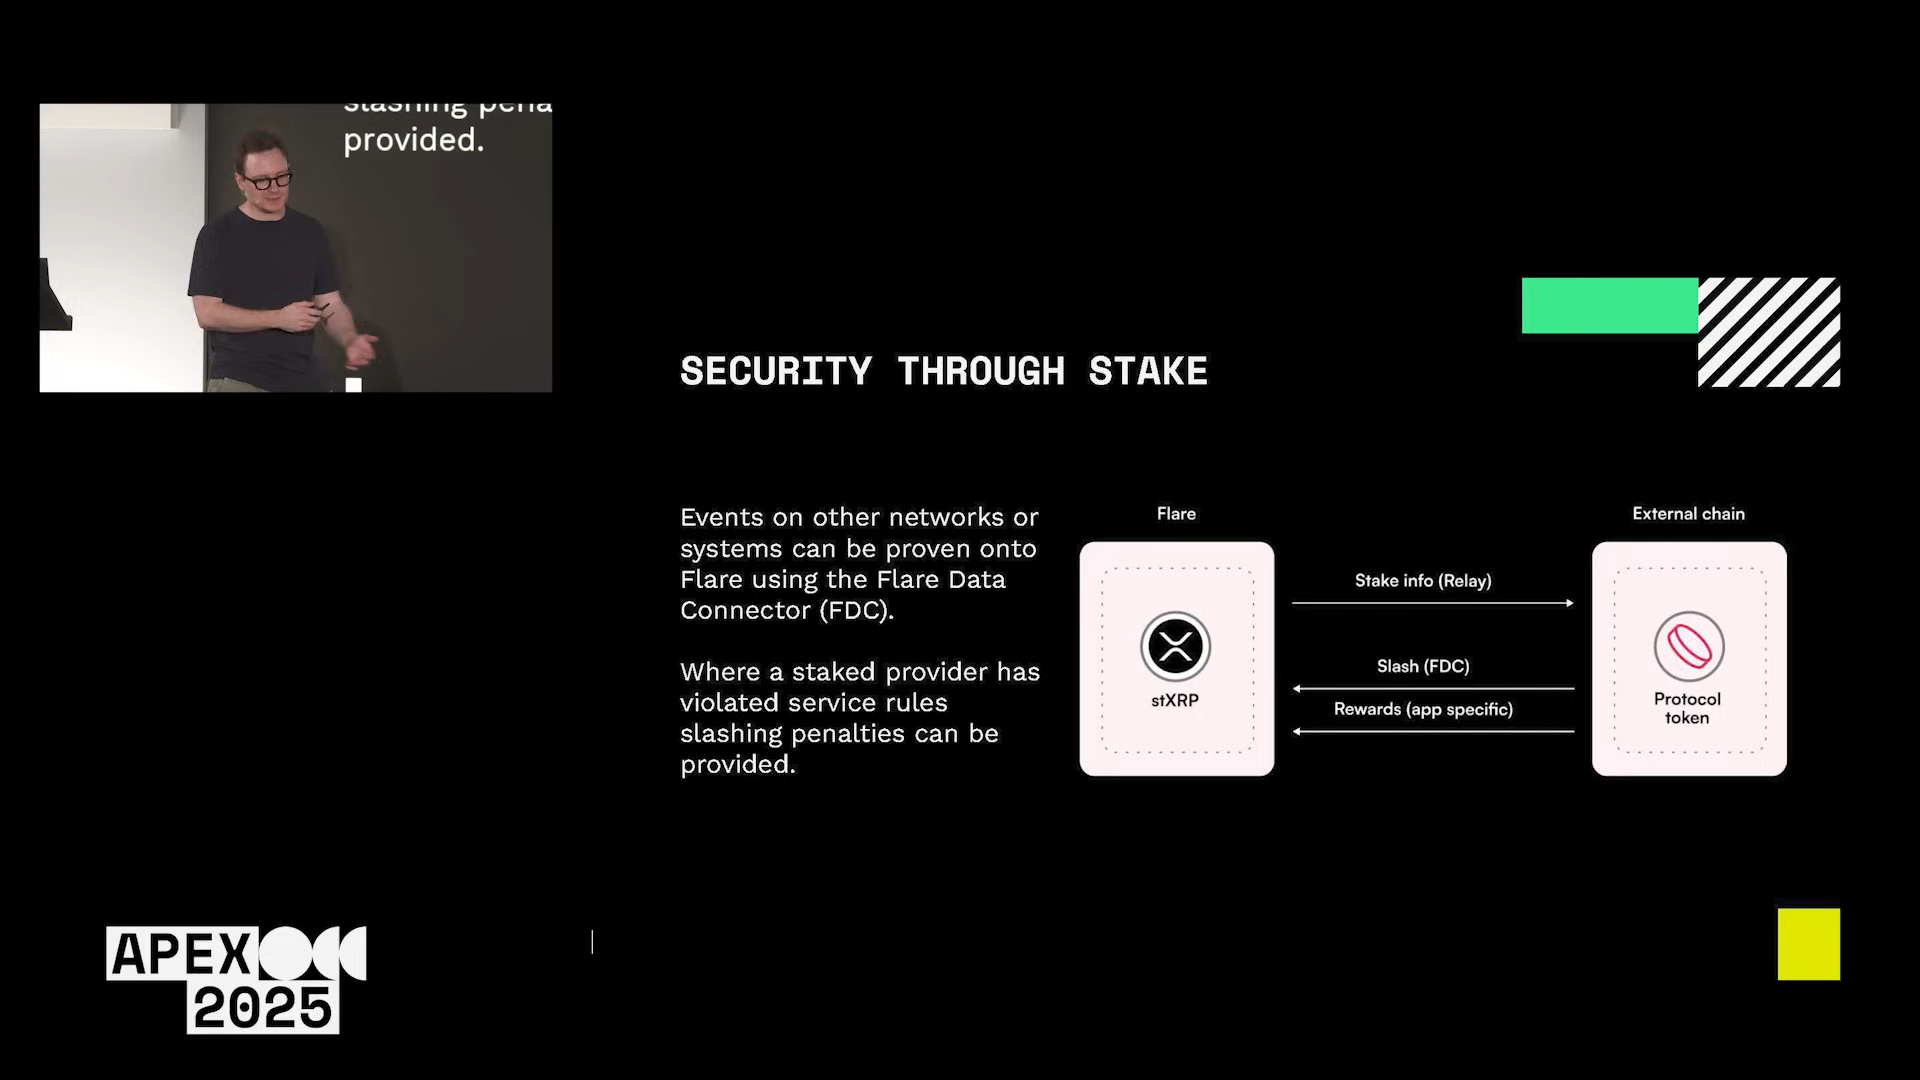 slashing pena
provided.
SECURITY THROUGH STAKE
Events on other networks or
systems can be proven onto
Flare using the Flare Data
Connector (FDC).
Where a staked provider has
violated service rules
slashing penalties can be
provided.
Flare
External chain
Stake info (Relay)
Slash (FDC)
Rewards (app specific)
stXRP
Protocol
token
APEX
2025